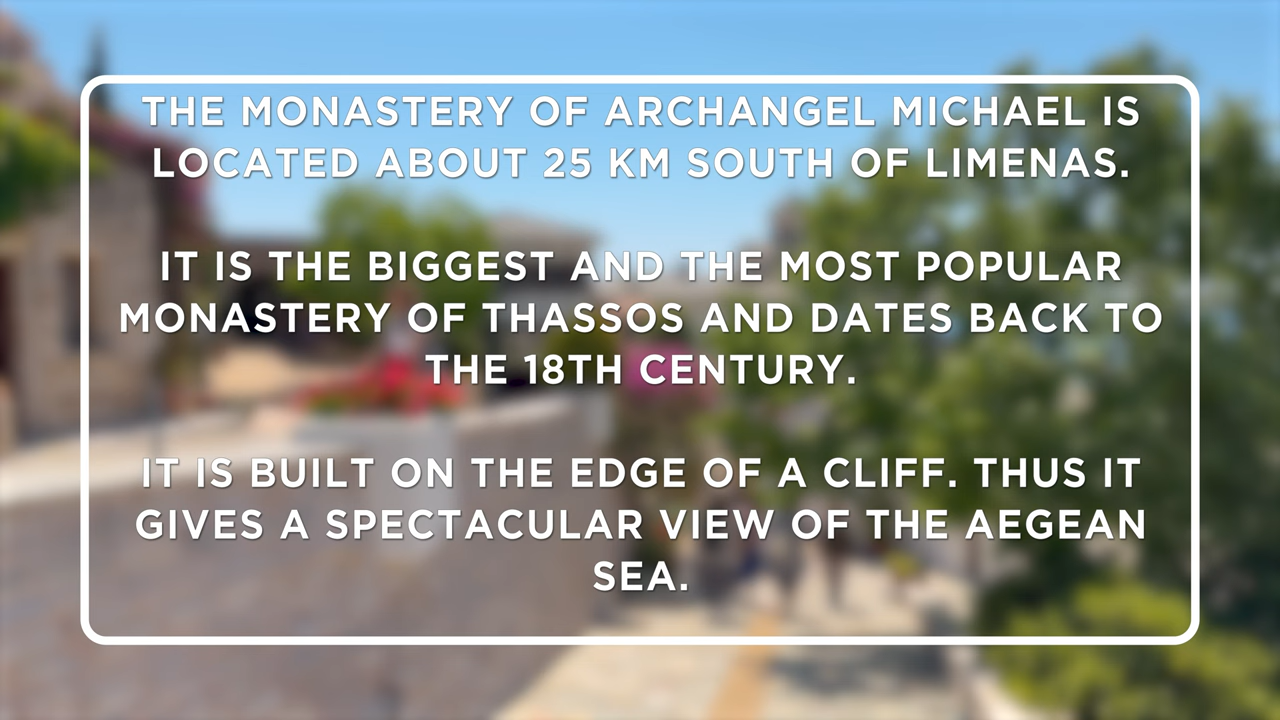 THE MONASTERY OF ARCHANGEL MICHAEL IS
LOCATED ABOUT 25 KM SOUTH OF LIMENAS.
IT IS THE BIGGEST AND THE MOST POPULAR
MONASTERY OF THASSOS AND DATES BACK TO
THE 18TH CENTURY.
IT IS BUILT ON THE EDGE OF A CLIFF. THUS IT
GIVES A SPECTACULAR VIEW OF THE AEGEAN
SEA.